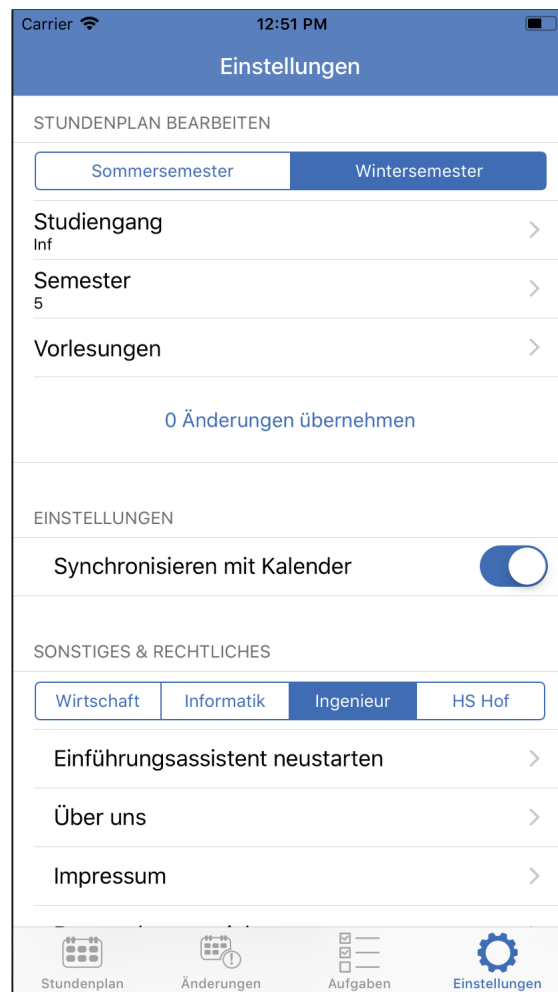 Carrier 12:51 PM
Einstellungen
STUNDENPLAN BEARBEITEN
Sommersemester Wintersemester
Studiengang
Inf
Semester
5
Vorlesungen
0 Änderungen übernehmen
EINSTELLUNGEN
Synchronisieren mit Kalender
SONSTIGES & RECHTLICHES
Wirtschaft Informatik Ingenieur HS Hof
Einführungsassistent neustarten
Über uns
Impressum
Stundenplan Änderungen Aufgaben Einstellungen